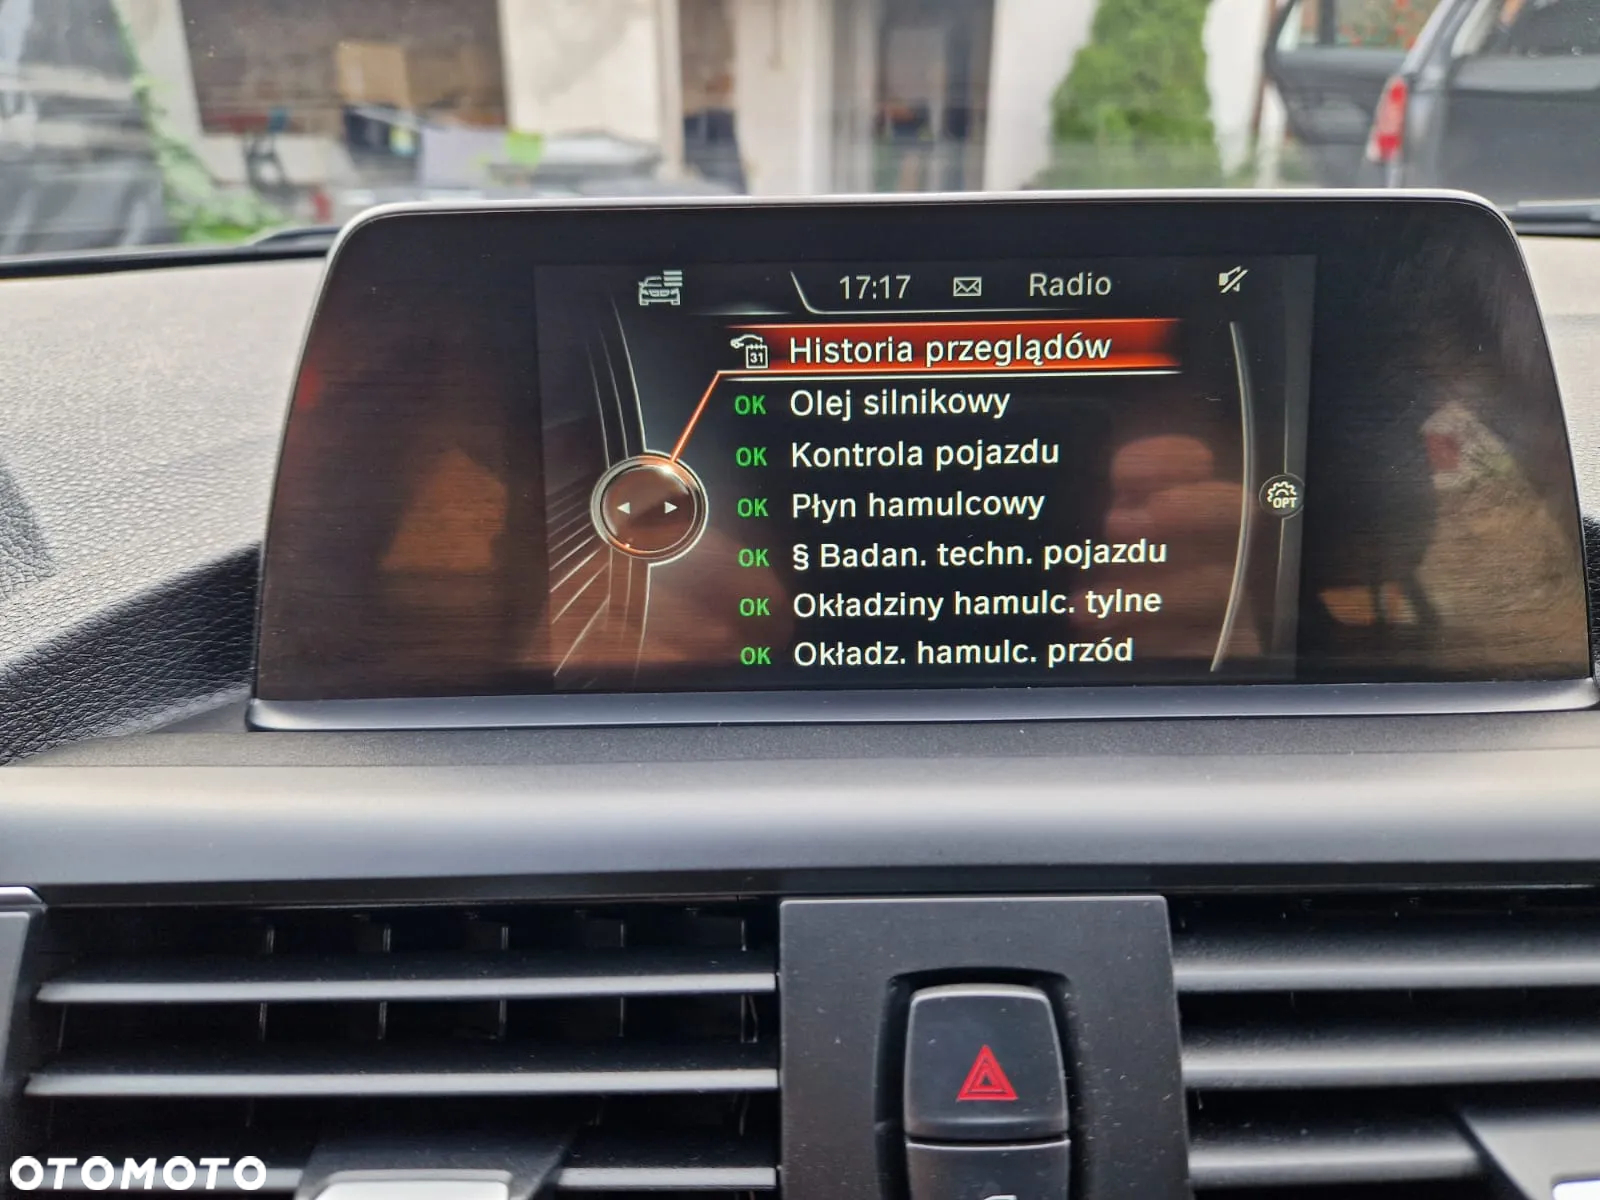 17:17 Radio
31 Historia przeglądów
OK Olej silnikowy
OK Kontrola pojazdu
OK Płyn hamulcowy
OPT
OK § Badan. techn. pojazdu
OK Okładziny hamulc. tylne
OK Okładz. hamulc. przód
OTOMOTO